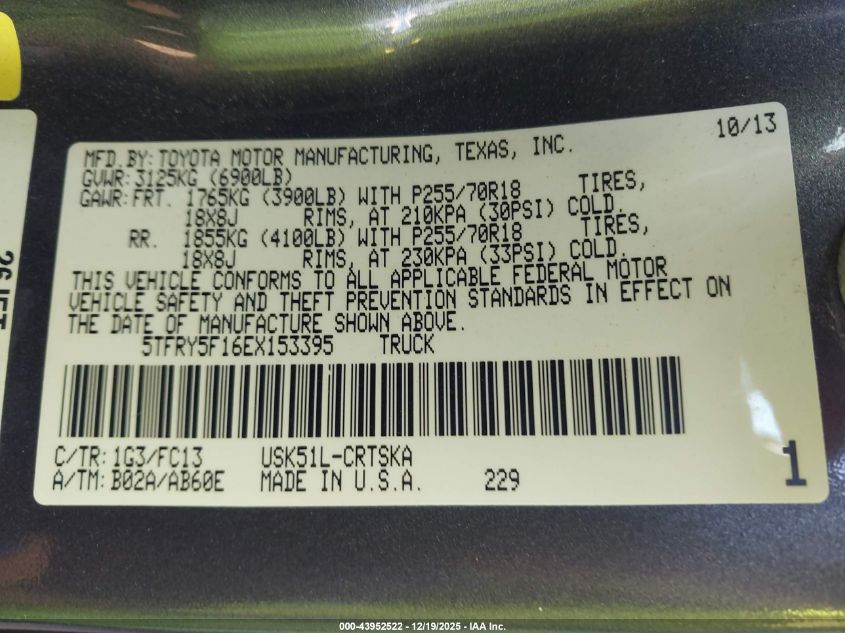 10/13
MFD.BY:TOYOTA MOTOR MANUFACTURING, TEXAS, INC.
GVWR:3125KG (6900LB)
GAWR:FRT. 1765KG (3900LB) WITH P255/70R18 TIRES,
18X8J RIMS, AT 210KPA (30PSI) COLD.
RR. 1855KG (4100LB) WITH P255/70R18 TIRES,
18X8J RIMS, AT 230KPA (33PSI) COLD.
THIS VEHICLE CONFORMS TO ALL APPLICABLE FEDERAL MOTOR
VEHICLE SAFETY AND THEFT PREVENTION STANDARDS IN EFFECT ON
THE DATE OF MANUFACTURE SHOWN ABOVE.
5TFRY5F16EX153395 TRUCK
C/TR:1G3/FC13 USK51L-CRTSKA
A/TM:B02A/AB60E MADE IN U.S.A. 229
1
000-43952522 - 12/19/2025 - IAA Inc.